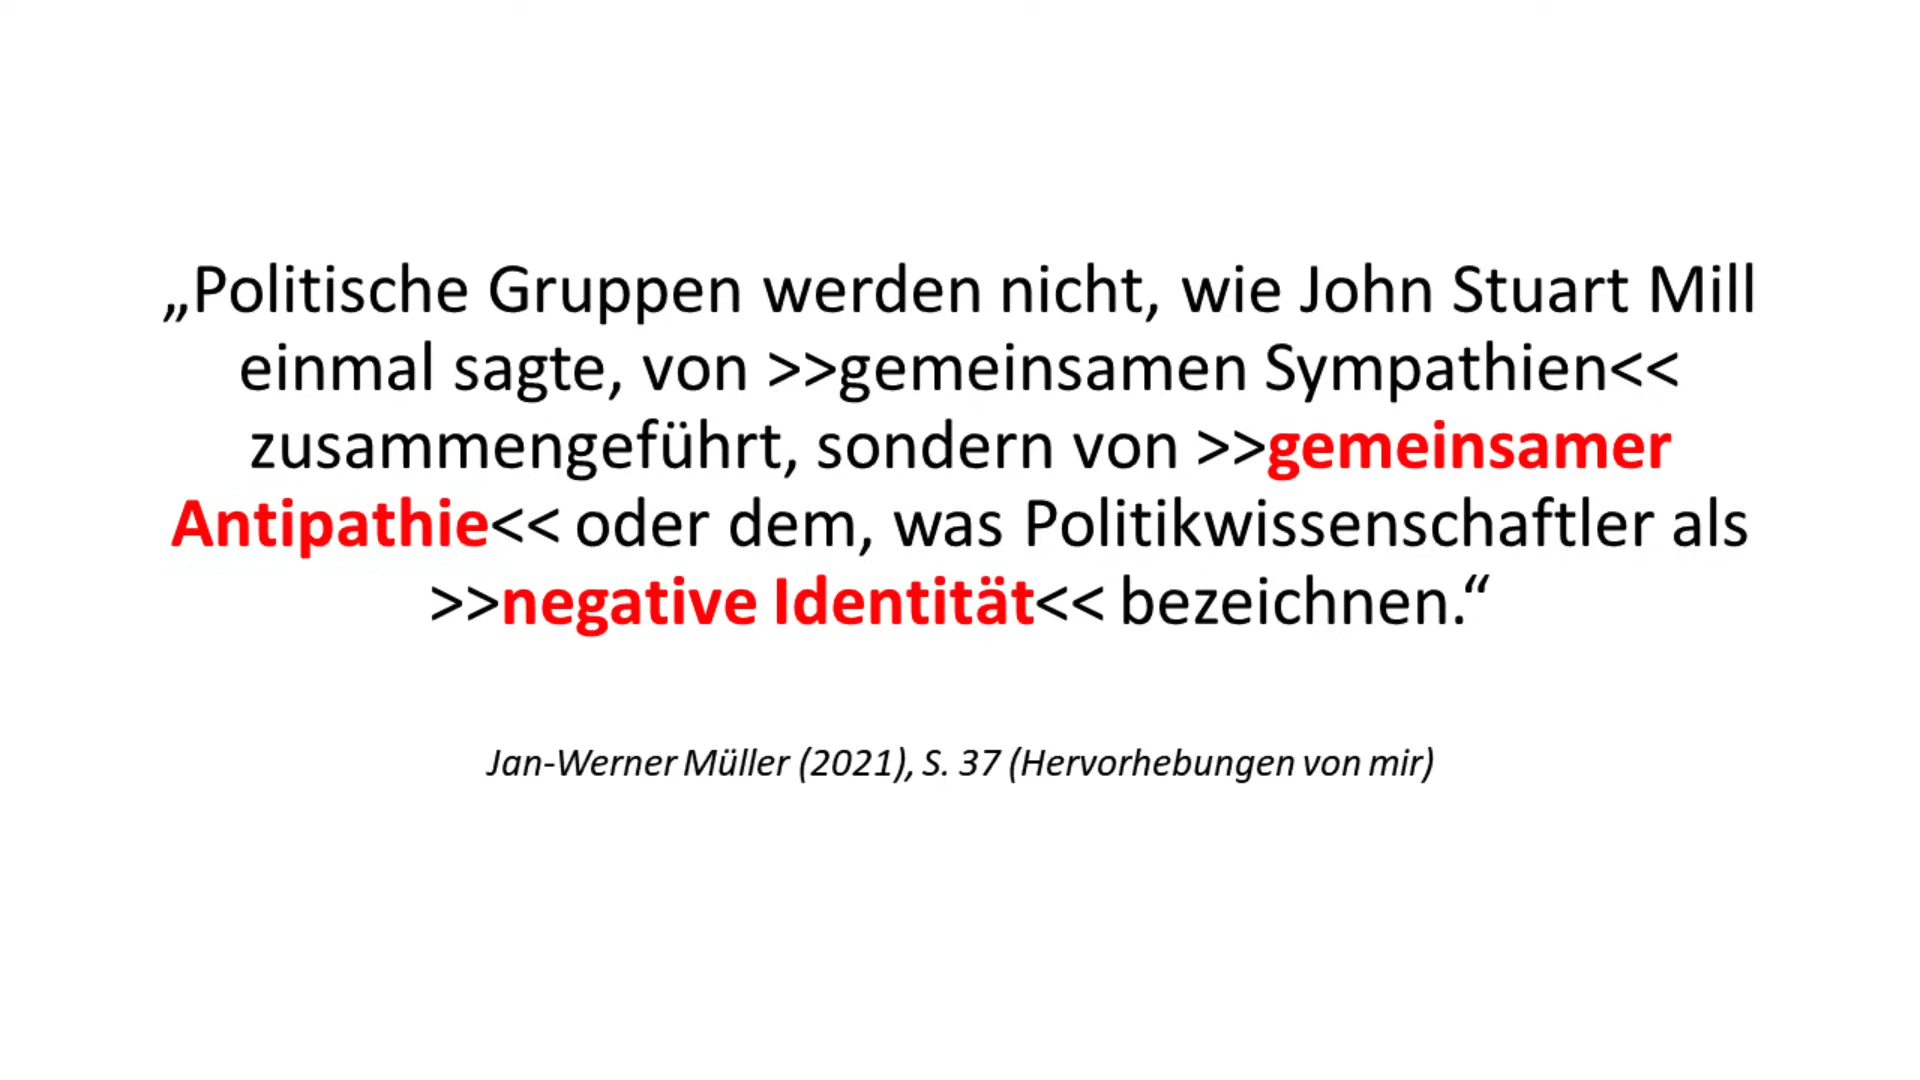 „Politische Gruppen werden nicht, wie John Stuart Mill
einmal sagte, von >>gemeinsamen Sympathien<<
zusammengeführt, sondern von >>gemeinsamer
Antipathie<< oder dem, was Politikwissenschaftler als
>>negative Identität<< bezeichnen.“
Jan-Werner Müller (2021), S. 37 (Hervorhebungen von mir)